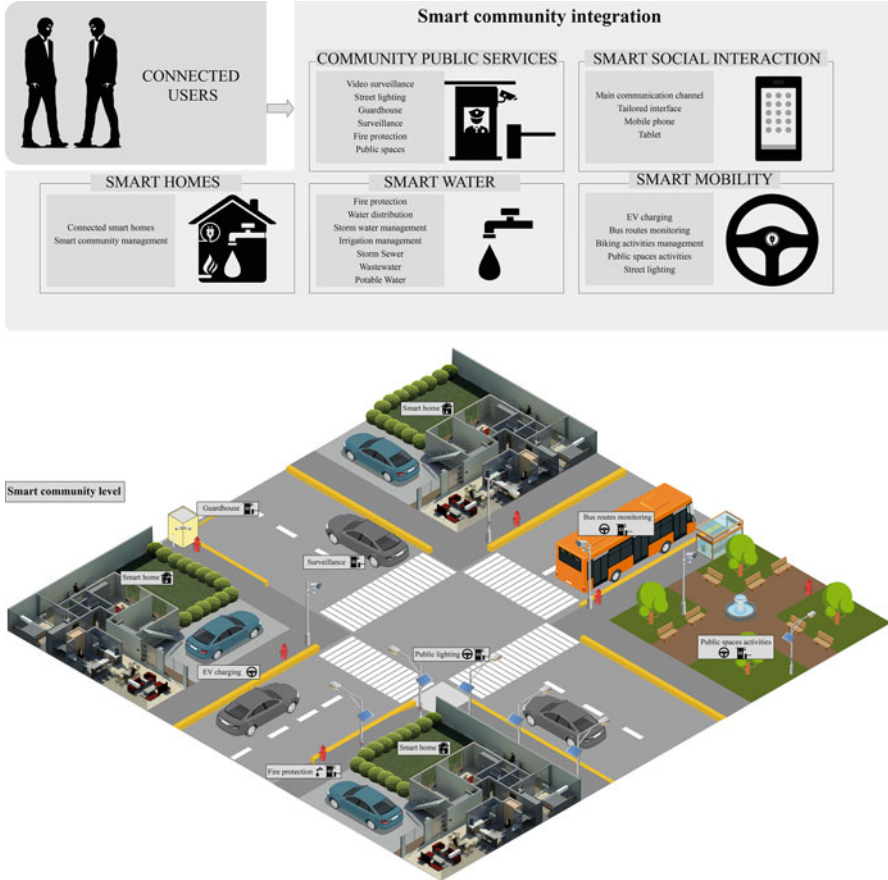 Smart community integration
CONNECTED
USERS
COMMUNITY PUBLIC SERVICES
Video surveillance
Street lighting
Guardhouse
Surveillance
Fire protection
Public spaces
SMART SOCIAL INTERACTION
Main communication channel
Tailored interface
Mobile phone
Tablet
SMART HOMES
Connected smart homes
Smart community management
SMART WATER
Fire protection
Water distribution
Storm water management
Irrigation management
Storm Sewer
Wastewater
Potable Water
SMART MOBILITY
EV charging
Bus routes monitoring
Biking activities management
Public spaces activities
Street lighting
Smart home
Smart community level
Guardhouse
Bus routes monitoring
Surveillance
Smart home
Public spaces activities
Public lighting
EV charging
Smart home
Fire protection